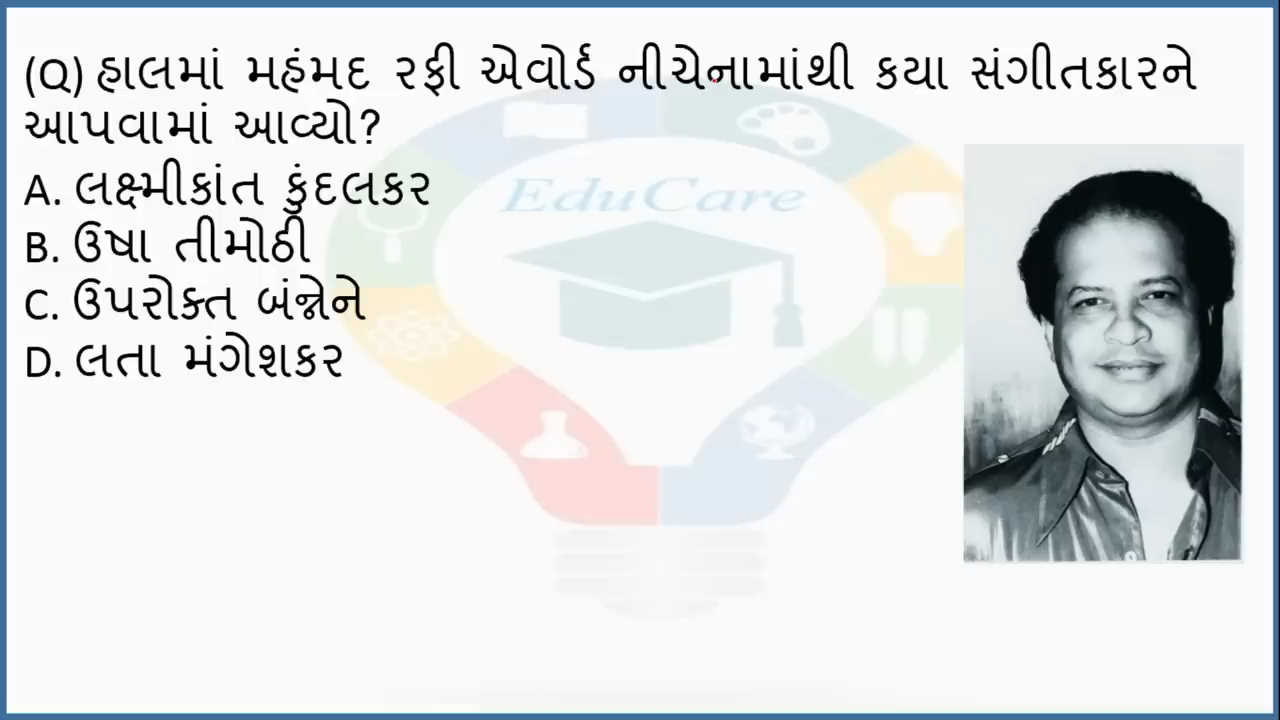 (Q) હાલમાં મહંમદ રફી એવોર્ડ નીચેનામાંથી કયા સંગીતકારને
આપવામાં આવ્યો?
A. લક્ષ્મીકાંત કુંદલકર
B. ઉષા તીમોઠી
C. ઉપરોક્ત બંન્નેને
D. લતા મંગેશકર
EduCare